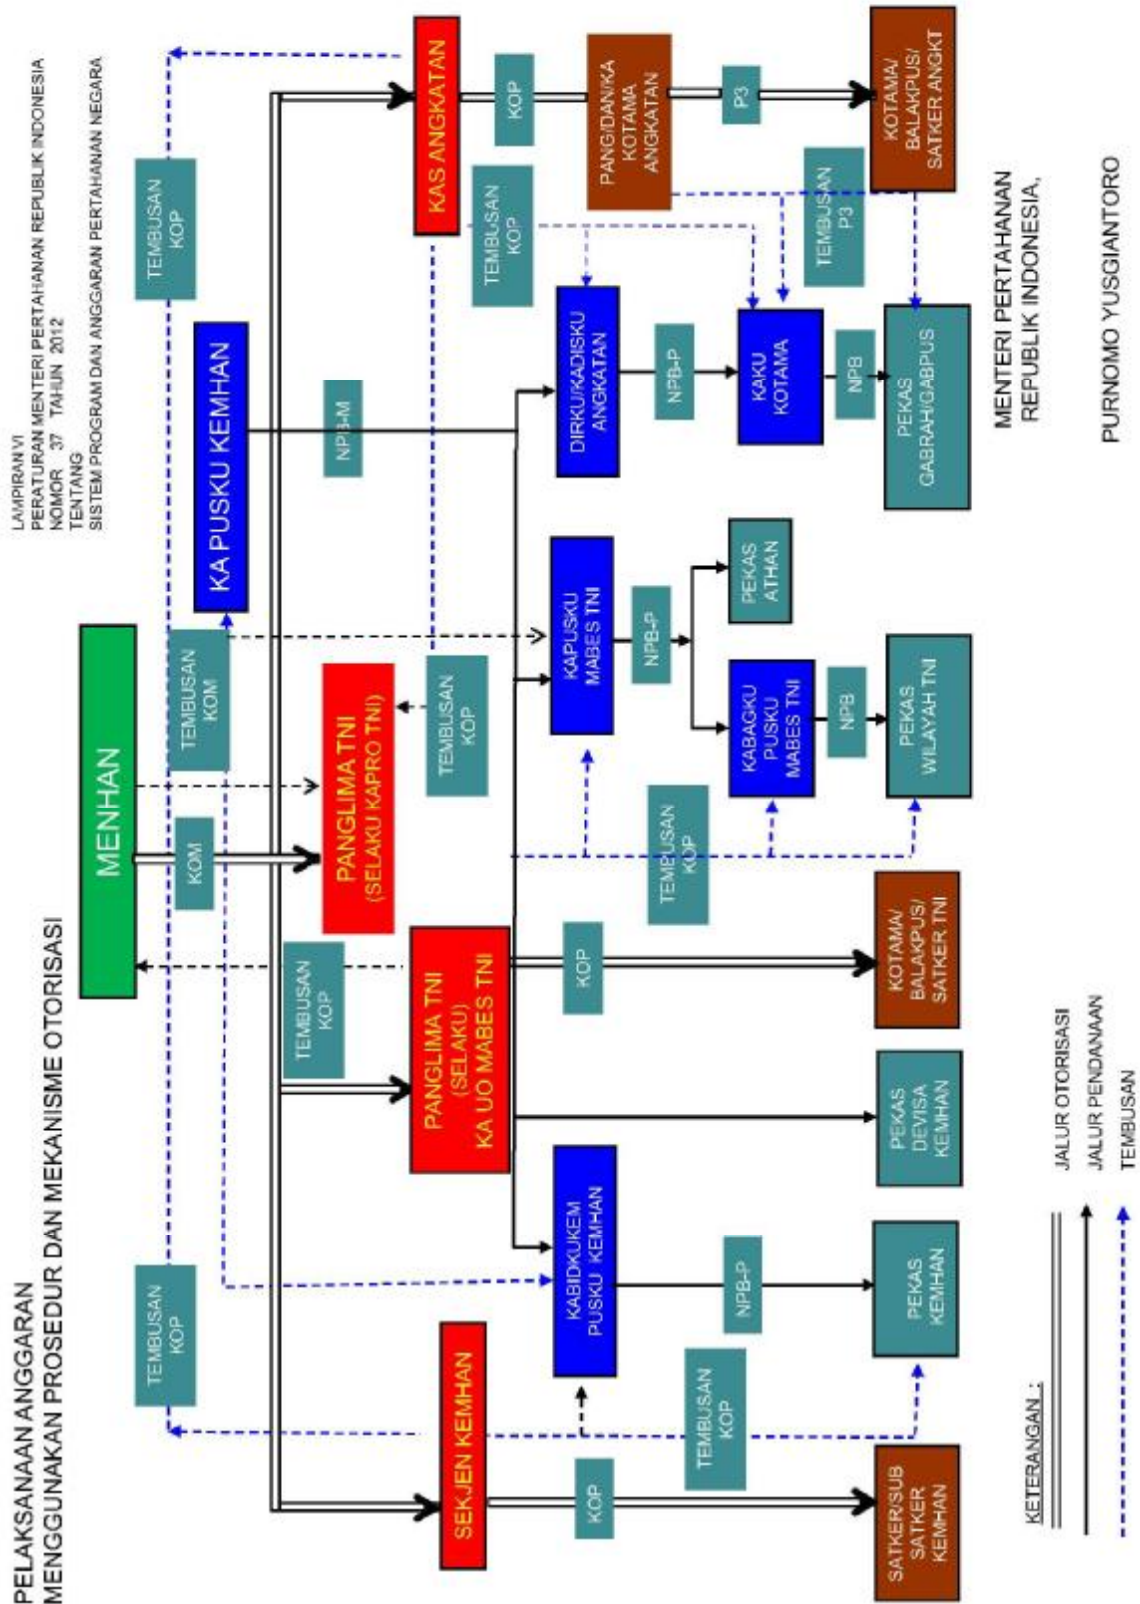 LAMPIRAN VI
PERATURAN MENTERI PERTAHANAN REPUBLIK INDONESIA
NOMOR 37 TAHUN 2012
TENTANG
SISTEM PROGRAM DAN ANGGARAN PERTAHANAN NEGARA
PELAKSANAAN ANGGARAN
MENGGUNAKAN PROSEDUR DAN MEKANISME OTORISASI
MENHAN
TEMBUSAN
KOP
KOM
TEMBUSAN
KOM
TEMBUSAN
KOP
KA PUSKU KEMHAN
TEMBUSAN
KOP
PANGLIMA TNI
(SELAKU KAPRO TNI)
NPB-M
SEKJEN KEMHAN
PANGLIMA TNI
(SELAKU)
KA UO MABES TNI
TEMBUSAN
KOP
KAS ANGKATAN
KOP
KABIDKUKEM
PUSKU KEMHAN
KOP
KAPUSKU
MABES TNI
DIRKU/KADISKU
ANGKATAN
TEMBUSAN
KOP
KOP
PANG/DAN/KA
KOTAMA
ANGKATAN
TEMBUSAN
KOP
NPB-P
TEMBUSAN
KOP
NPB-P
NPB-P
P3
KABAGKU
PUSKU
MABES TNI
PEKAS
ATHAN
KAKU
KOTAMA
TEMBUSAN
P3
NPB
NPB
SATKER/SUB
SATKER
KEMHAN
PEKAS
KEMHAN
PEKAS
DEVISA
KEMHAN
KOTAMA/
BALAKPUS/
SATKER TNI
PEKAS
WILAYAH TNI
PEKAS
GABRAH/GABPUS
KOTAMA/
BALAKPUS/
SATKER ANGKT
KETERANGAN :
JALUR OTORISASI
JALUR PENDANAAN
TEMBUSAN
MENTERI PERTAHANAN
REPUBLIK INDONESIA,
PURNOMO YUSGIANTORO